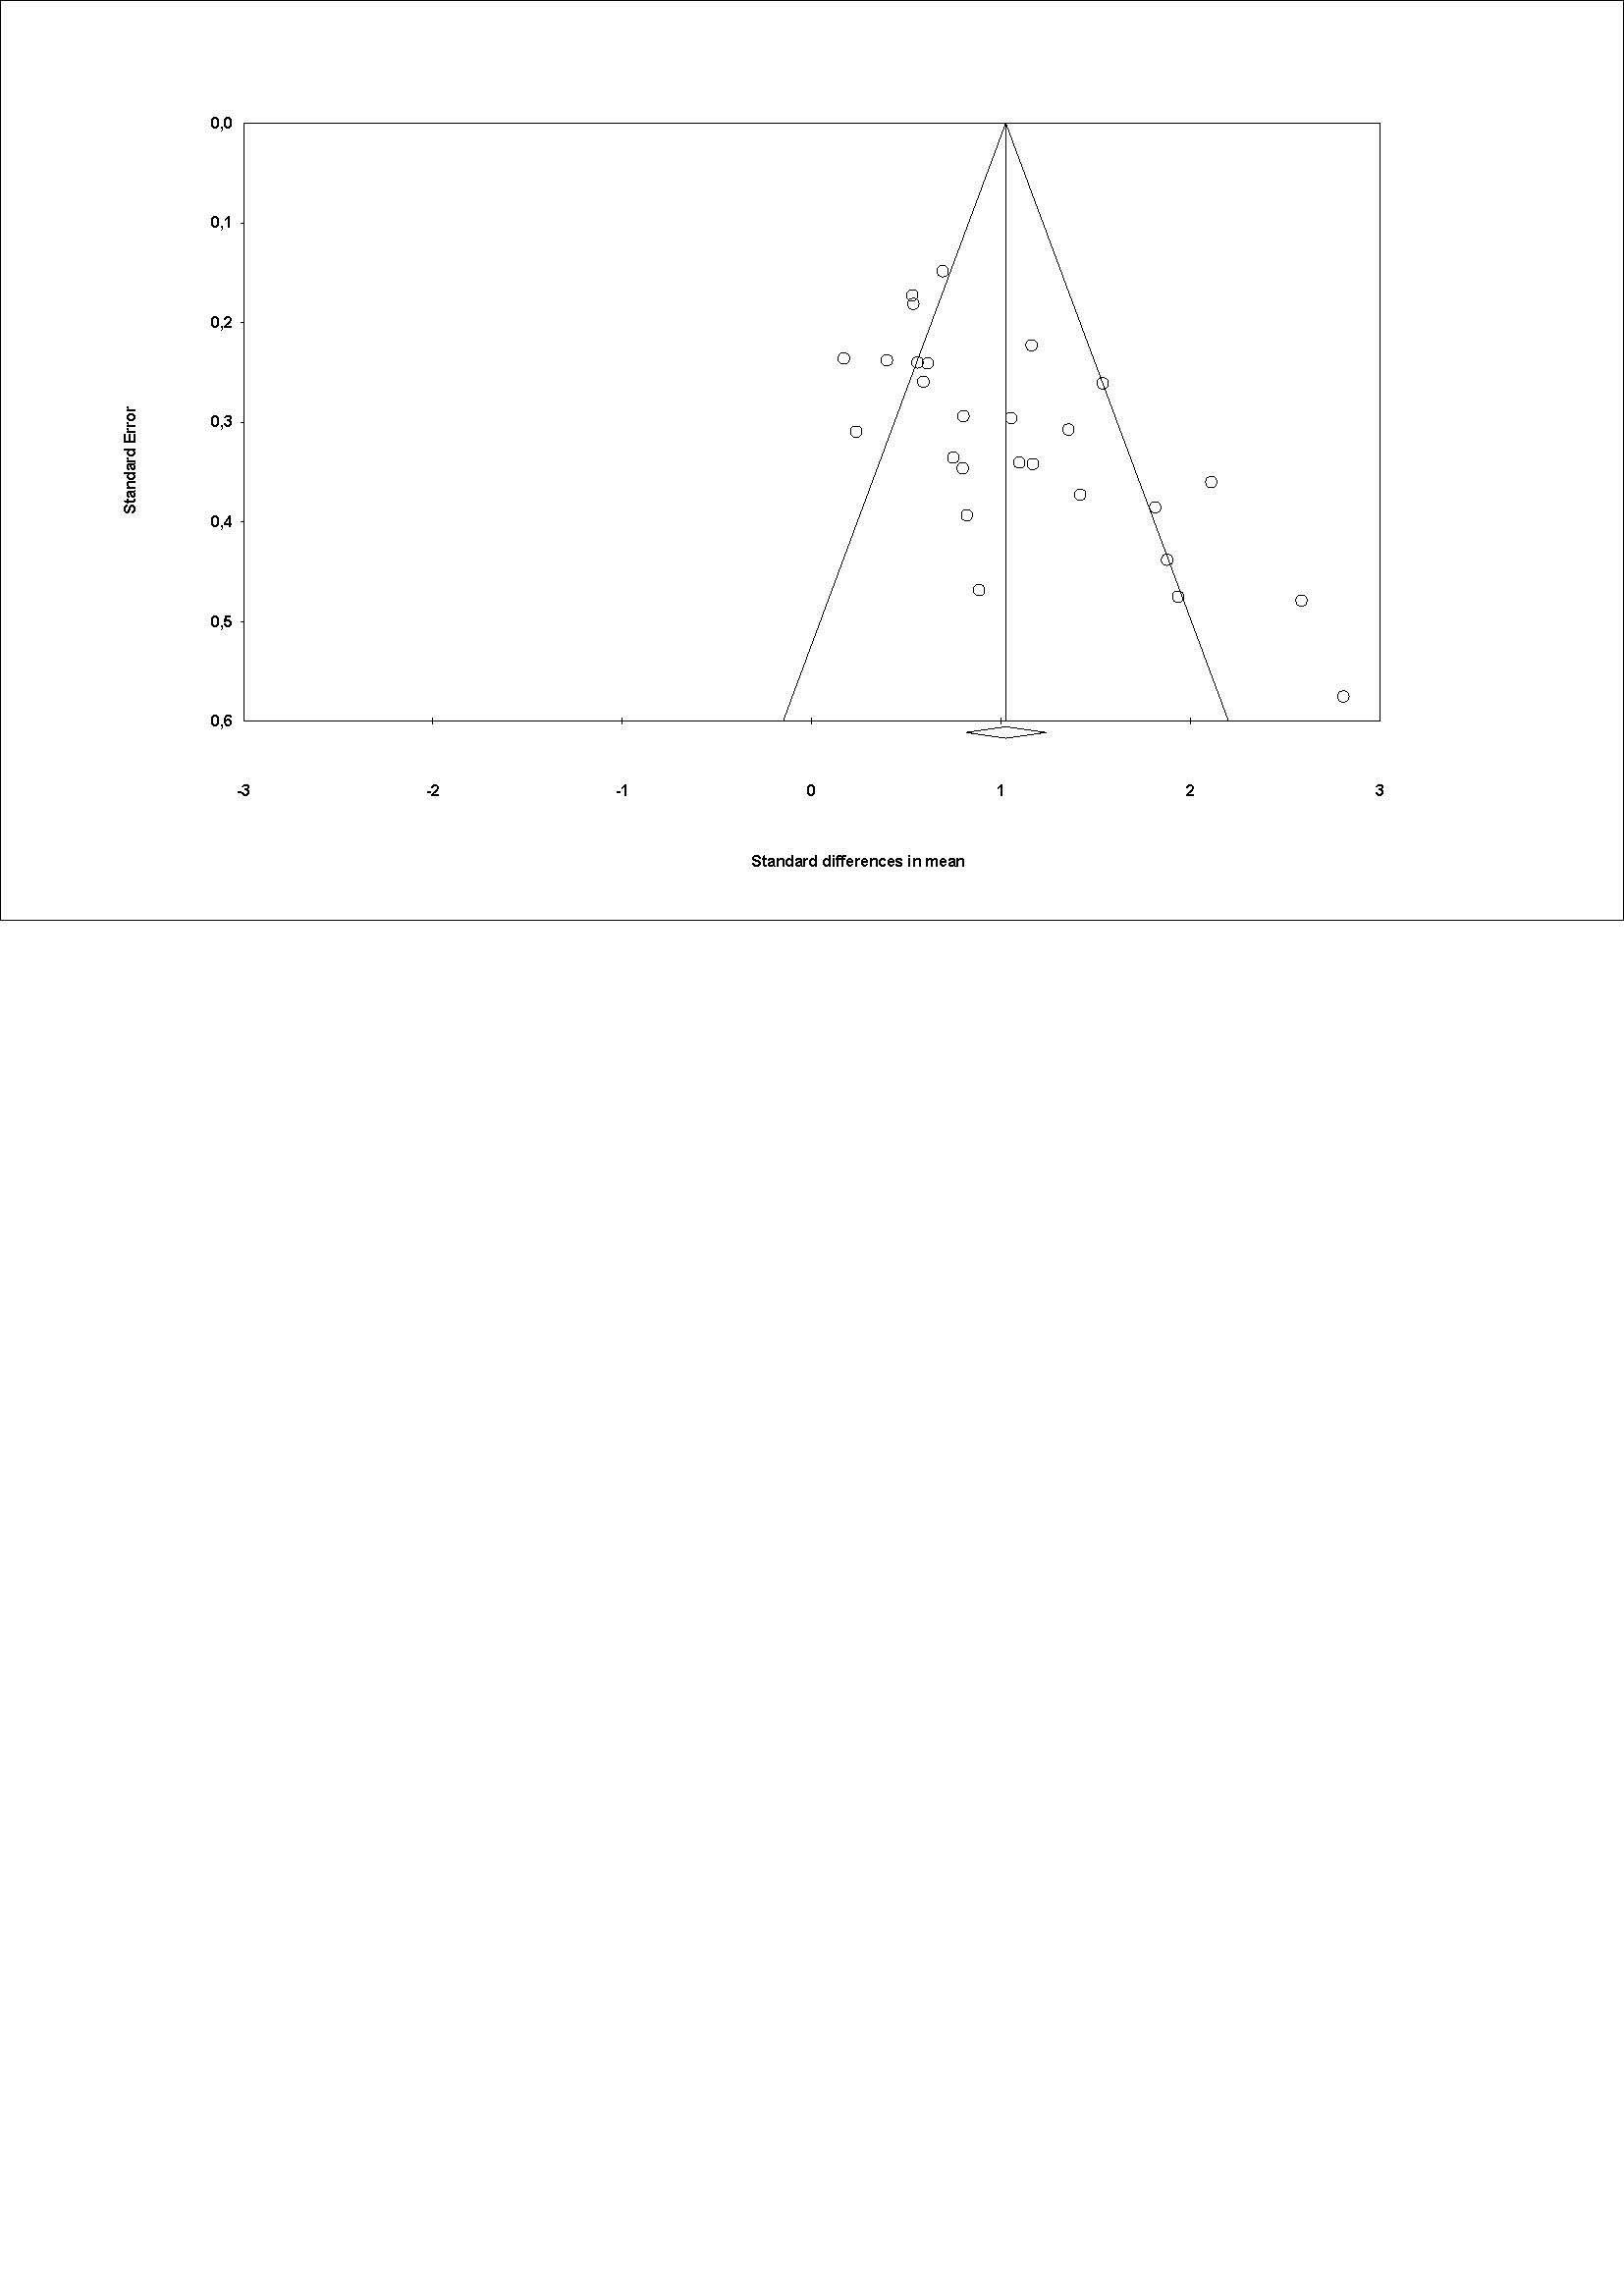 0,0
0,1
0,2
0,3
0,4
0,5
0,6
Standard Error
-3 -2 -1 0 1 2 3
Standard differences in mean